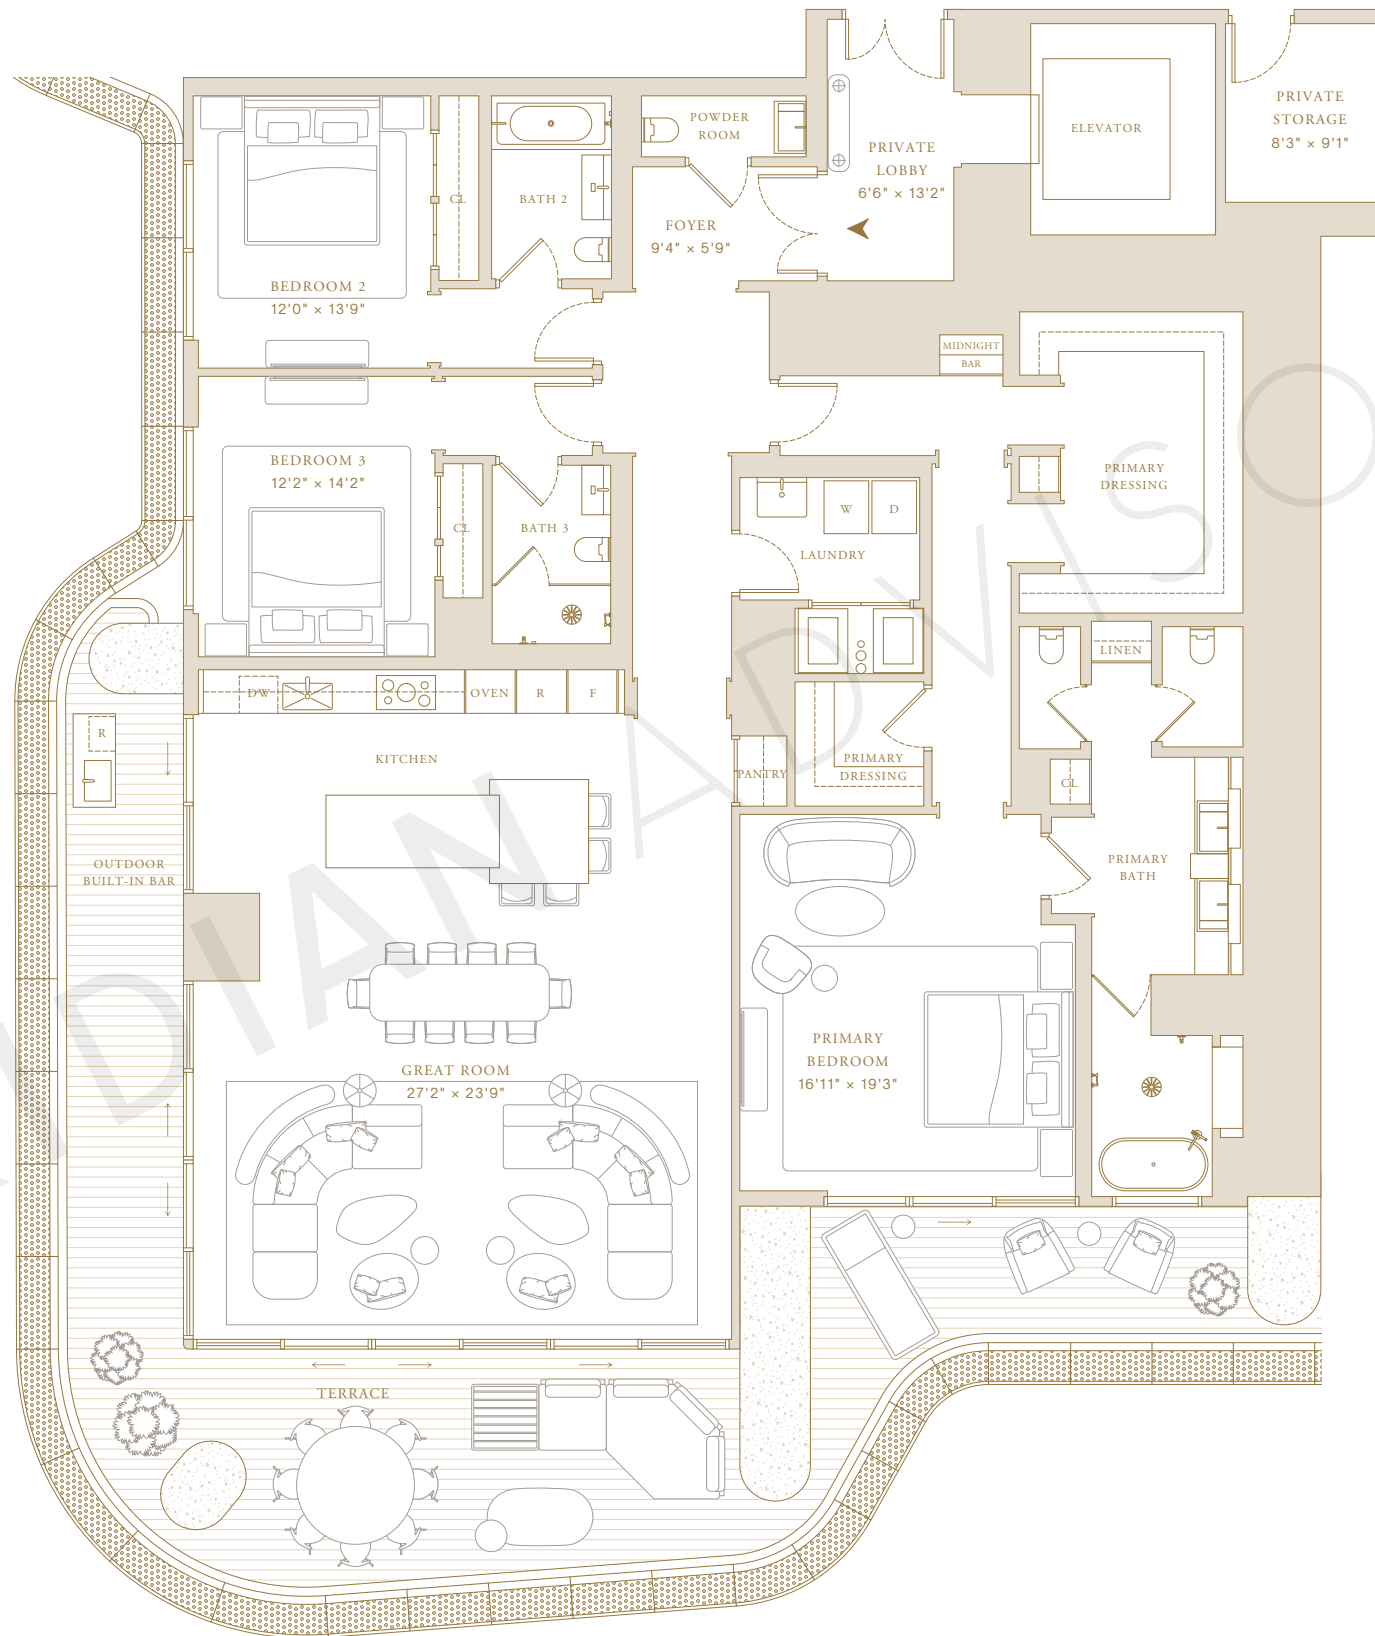 PRIVATE
STORAGE
8'3" × 9'1"
ELEVATOR
POWDER
ROOM
PRIVATE
LOBBY
6'6" × 13'2"
CL
BATH 2
FOYER
9'4" × 5'9"
BEDROOM 2
12'0" × 13'9"
MIDNIGHT
BAR
BEDROOM 3
12'2" × 14'2"
PRIMARY
DRESSING
CL
BATH 3
W
D
LAUNDRY
LINEN
DW
OVEN
R
F
R
KITCHEN
PANTRY
PRIMARY
DRESSING
CL
OUTDOOR
BUILT-IN BAR
PRIMARY
BATH
PRIMARY
BEDROOM
16'11" × 19'3"
GREAT ROOM
27'2" × 23'9"
TERRACE
IDIAN ADVISO